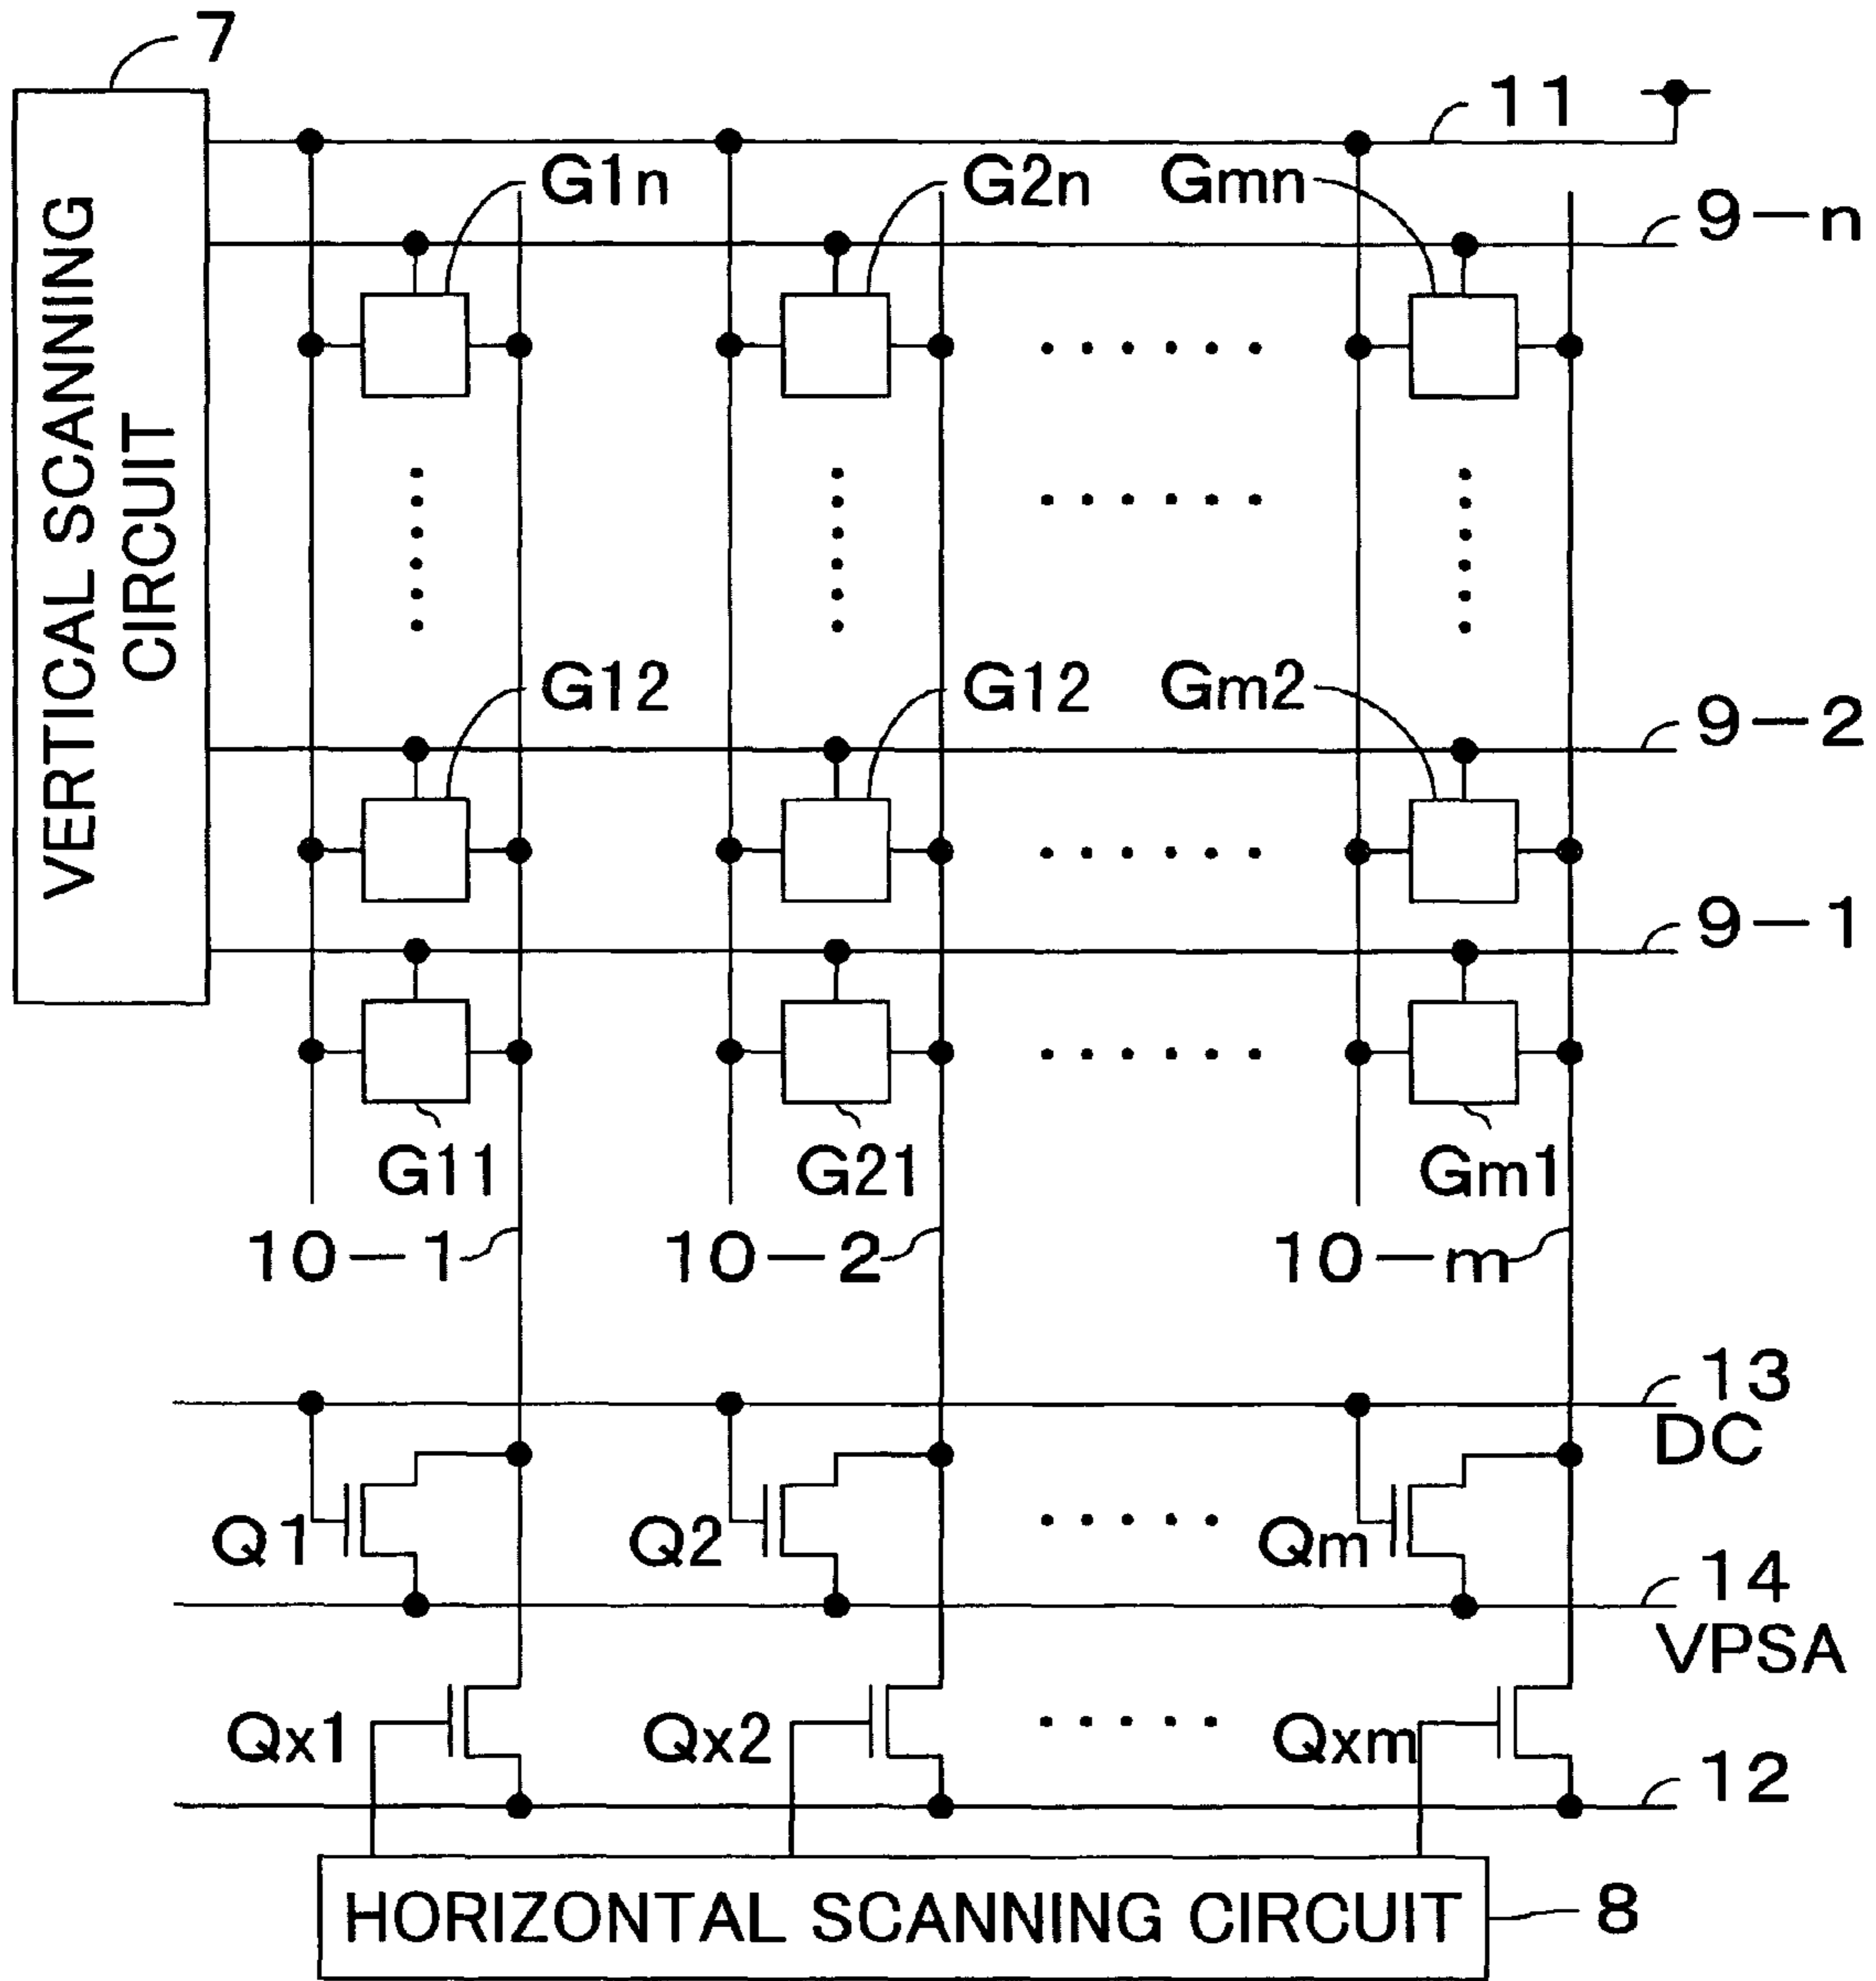 7
11
G1n
G2n
Gmn
9-n
VERTICAL SCANNING
CIRCUIT
G12
G12
Gm2
9-2
9-1
G11
G21
Gm1
10-1
10-2
10-m
13
DC
Q1
Q2
Qm
14
VPSA
Qx1
Qx2
Qxm
12
HORIZONTAL SCANNING CIRCUIT
8